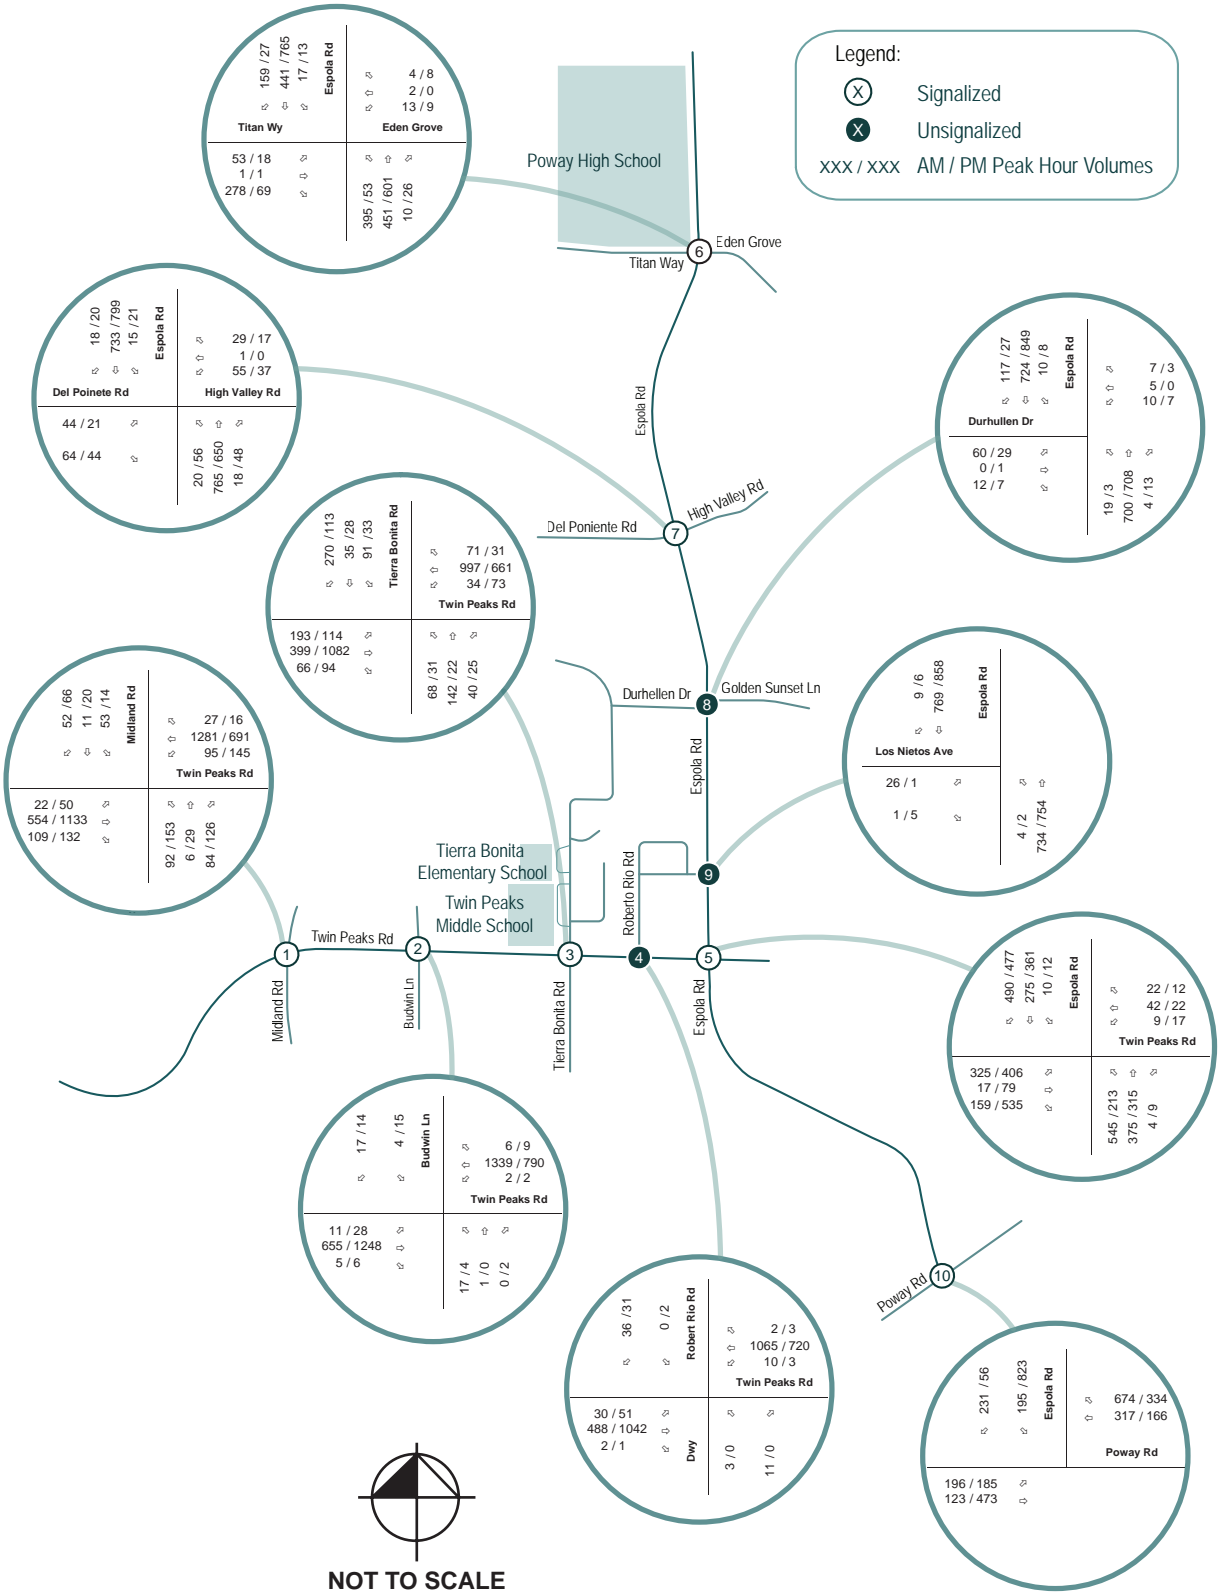 Legend:
X Signalized
X Unsignalized
XXX / XXX AM / PM Peak Hour Volumes
159 / 27
441 / 765
17 / 13
Espola Rd
4 / 8
2 / 0
13 / 9
Titan Wy
Eden Grove
53 / 18
1 / 1
278 / 69
395 / 53
451 / 601
10 / 26
Poway High School
6
Eden Grove
Titan Way
18 / 20
733 / 799
15 / 21
Espola Rd
29 / 17
1 / 0
55 / 37
Del Poinete Rd
High Valley Rd
44 / 21
64 / 44
20 / 56
765 / 650
18 / 48
Espola Rd
117 / 27
724 / 849
10 / 8
Espola Rd
7 / 3
5 / 0
10 / 7
Durhullen Dr
60 / 29
0 / 1
12 / 7
19 / 3
700 / 708
4 / 13
High Valley Rd
Del Poniente Rd
7
270 / 113
35 / 28
91 / 33
Tierra Bonita Rd
71 / 31
997 / 661
34 / 73
Twin Peaks Rd
193 / 114
399 / 1082
66 / 94
68 / 31
142 / 22
40 / 25
52 / 66
11 / 20
53 / 14
Midland Rd
27 / 16
1281 / 691
95 / 145
Twin Peaks Rd
22 / 50
554 / 1133
109 / 132
92 / 153
6 / 29
84 / 126
Durhellen Dr
Golden Sunset Ln
8
Espola Rd
9 / 6
769 / 858
Espola Rd
Los Nietos Ave
26 / 1
1 / 5
4 / 2
734 / 754
Tierra Bonita
Elementary School
Twin Peaks
Middle School
Roberto Rio Rd
9
Twin Peaks Rd
1
2
3
4
5
Midland Rd
Budwin Ln
Tierra Bonita Rd
Espola Rd
490 / 477
275 / 361
10 / 12
Espola Rd
22 / 12
42 / 22
9 / 17
Twin Peaks Rd
325 / 406
17 / 79
159 / 535
545 / 213
375 / 315
4 / 9
17 / 14
4 / 15
Budwin Ln
6 / 9
1339 / 790
2 / 2
Twin Peaks Rd
11 / 28
655 / 1248
5 / 6
17 / 4
1 / 0
0 / 2
36 / 31
0 / 2
Robert Rio Rd
2 / 3
1065 / 720
10 / 3
Twin Peaks Rd
30 / 51
488 / 1042
2 / 1
Dwy
3 / 0
11 / 0
Poway Rd
10
231 / 56
195 / 823
Espola Rd
674 / 334
317 / 166
Poway Rd
196 / 185
123 / 473
NOT TO SCALE